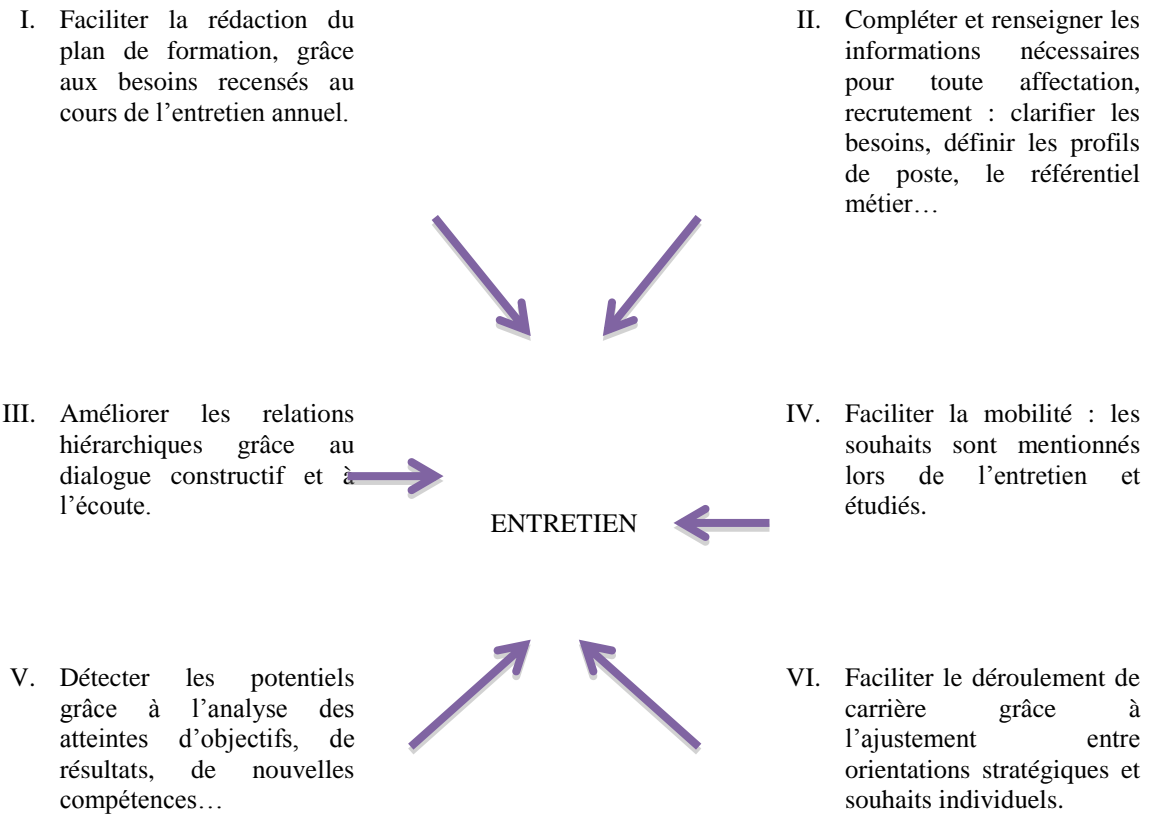 I. Faciliter la rédaction du
plan de formation, grâce
aux besoins recensés au
cours de l’entretien annuel.
II. Compléter et renseigner les
informations nécessaires
pour toute affectation,
recrutement : clarifier les
besoins, définir les profils
de poste, le référentiel
métier…
III. Améliorer les relations
hiérarchiques grâce au
dialogue constructif et à
l’écoute.
IV. Faciliter la mobilité : les
souhaits sont mentionnés
lors de l’entretien et
étudiés.
ENTRETIEN
V. Détecter les potentiels
grâce à l’analyse des
atteintes d’objectifs, de
résultats, de nouvelles
compétences…
VI. Faciliter le déroulement de
carrière grâce à
l’ajustement entre
orientations stratégiques et
souhaits individuels.